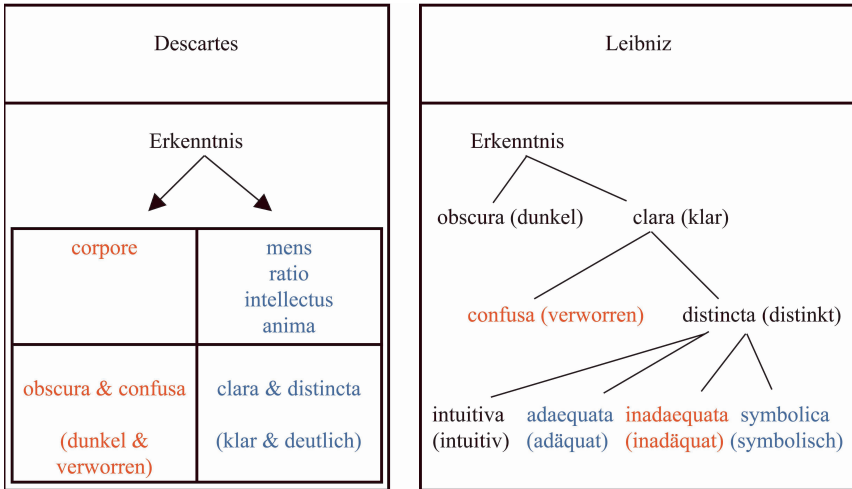 Descartes
Erkenntnis
corpore
mens
ratio
intellectus
anima
obscura & confusa
(dunkel &
verworren)
clara & distincta
(klar & deutlich)
Leibniz
Erkenntnis
obscura (dunkel)
clara (klar)
confusa (verworren)
distincta (distinkt)
intuitiva
(intuitiv)
adaequata
(adäquat)
inadaequata
(inadäquat)
symbolica
(symbolisch)